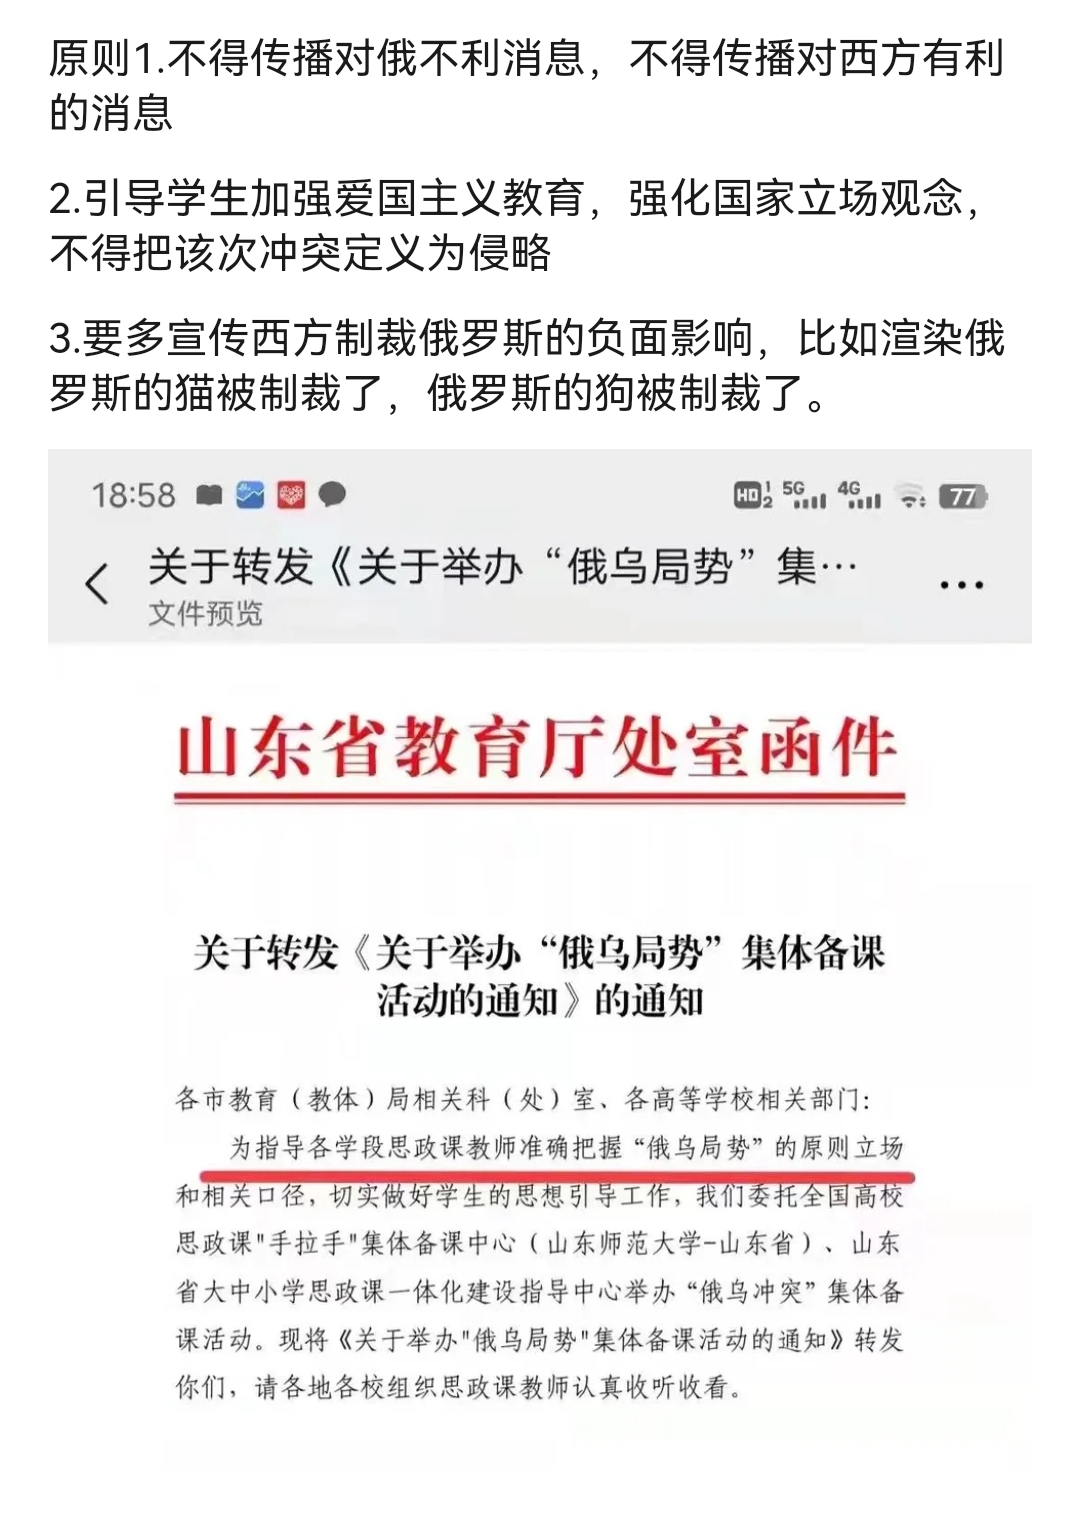 原则1.不得传播对俄不利消息，不得传播对西方有利
的消息
2.引导学生加强爱国主义教育，强化国家立场观念，
不得把该次冲突定义为侵略
3.要多宣传西方制裁俄罗斯的负面影响，比如渲染俄
罗斯的猫被制裁了，俄罗斯的狗被制裁了。
18:58 HD 1 2 5G 4G 77
关于转发《关于举办“俄乌局势”集…
文件预览
山东省教育厅处室函件
关于转发《关于举办“俄乌局势”集体备课
活动的通知》的通知
各市教育（教体）局相关科（处）室、各高等学校相关部门：
为指导各学段思政课教师准确把握“俄乌局势”的原则立场
和相关口径，切实做好学生的思想引导工作，我们委托全国高校
思政课"手拉手"集体备课中心（山东师范大学-山东省）、山东
省大中小学思政课一体化建设指导中心举办“俄乌冲突”集体备
课活动。现将《关于举办"俄乌局势"集体备课活动的通知》转发
你们，请各地各校组织思政课教师认真收听收看。